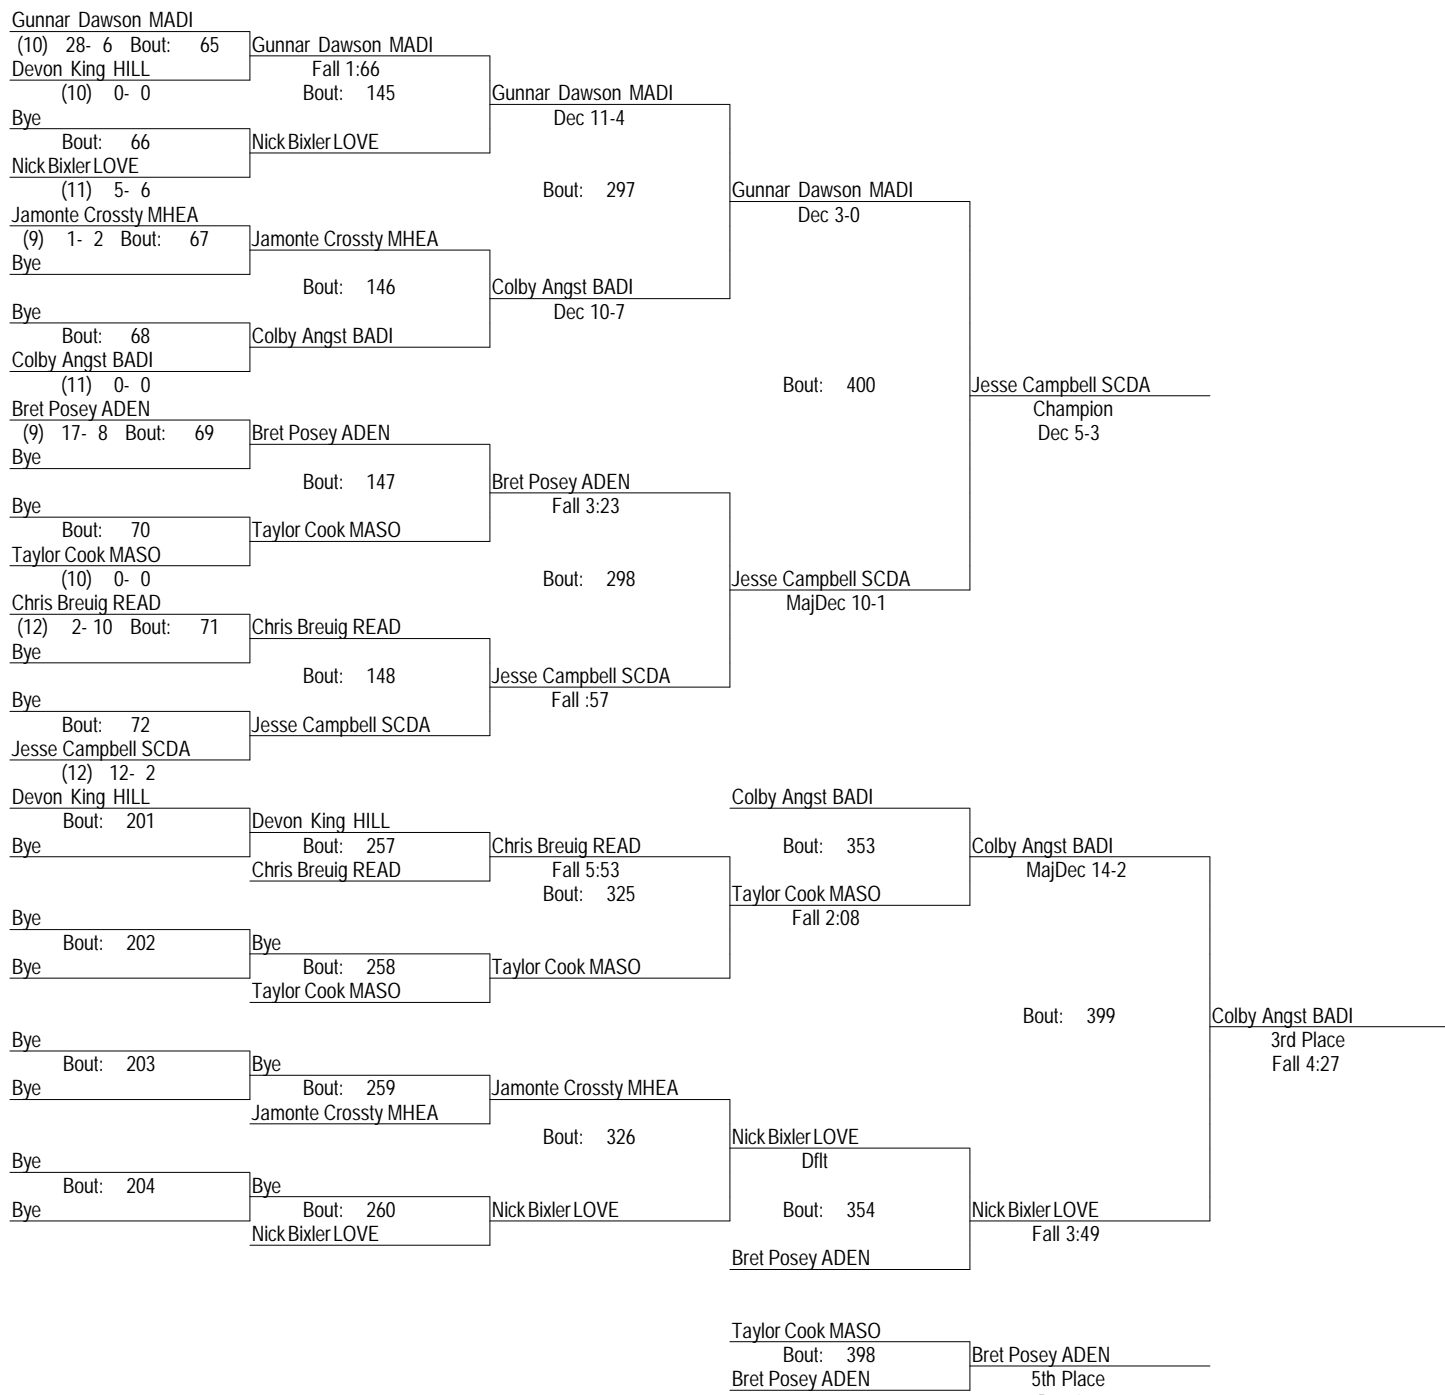 Gunnar Dawson MADI
(10) 28- 6 Bout: 65
Gunnar Dawson MADI
Devon King HILL
Fall 1:66
(10) 0- 0
Bout: 145
Gunnar Dawson MADI
Bye
Dec 11-4
Bout: 66
Nick Bixler LOVE
Nick Bixler LOVE
(11) 5- 6
Bout: 297
Gunnar Dawson MADI
Jamonte Crossty MHEA
Dec 3-0
(9) 1- 2 Bout: 67
Jamonte Crossty MHEA
Bye
Bout: 146
Colby Angst BADI
Bye
Dec 10-7
Bout: 68
Colby Angst BADI
Colby Angst BADI
(11) 0- 0
Bout: 400
Jesse Campbell SCDA
Bret Posey ADEN
Champion
(9) 17- 8 Bout: 69
Bret Posey ADEN
Dec 5-3
Bye
Bout: 147
Bret Posey ADEN
Bye
Fall 3:23
Bout: 70
Taylor Cook MASO
Taylor Cook MASO
(10) 0- 0
Bout: 298
Jesse Campbell SCDA
Chris Breuig READ
MajDec 10-1
(12) 2- 10 Bout: 71
Chris Breuig READ
Bye
Bout: 148
Jesse Campbell SCDA
Bye
Fall :57
Bout: 72
Jesse Campbell SCDA
Jesse Campbell SCDA
(12) 12- 2
Devon King HILL
Colby Angst BADI
Bout: 201
Devon King HILL
Bye
Bout: 257
Chris Breuig READ
Bout: 353
Colby Angst BADI
Chris Breuig READ
Fall 5:53
MajDec 14-2
Bout: 325
Taylor Cook MASO
Bye
Fall 2:08
Bout: 202
Bye
Bye
Bout: 258
Taylor Cook MASO
Taylor Cook MASO
Bout: 399
Colby Angst BADI
Bye
3rd Place
Bout: 203
Bye
Fall 4:27
Bye
Bout: 259
Jamonte Crossty MHEA
Jamonte Crossty MHEA
Bout: 326
Nick Bixler LOVE
Bye
Dflt
Bout: 204
Bye
Bye
Bout: 260
Nick Bixler LOVE
Bout: 354
Nick Bixler LOVE
Nick Bixler LOVE
Fall 3:49
Bret Posey ADEN
Taylor Cook MASO
Bout: 398
Bret Posey ADEN
Bret Posey ADEN
5th Place